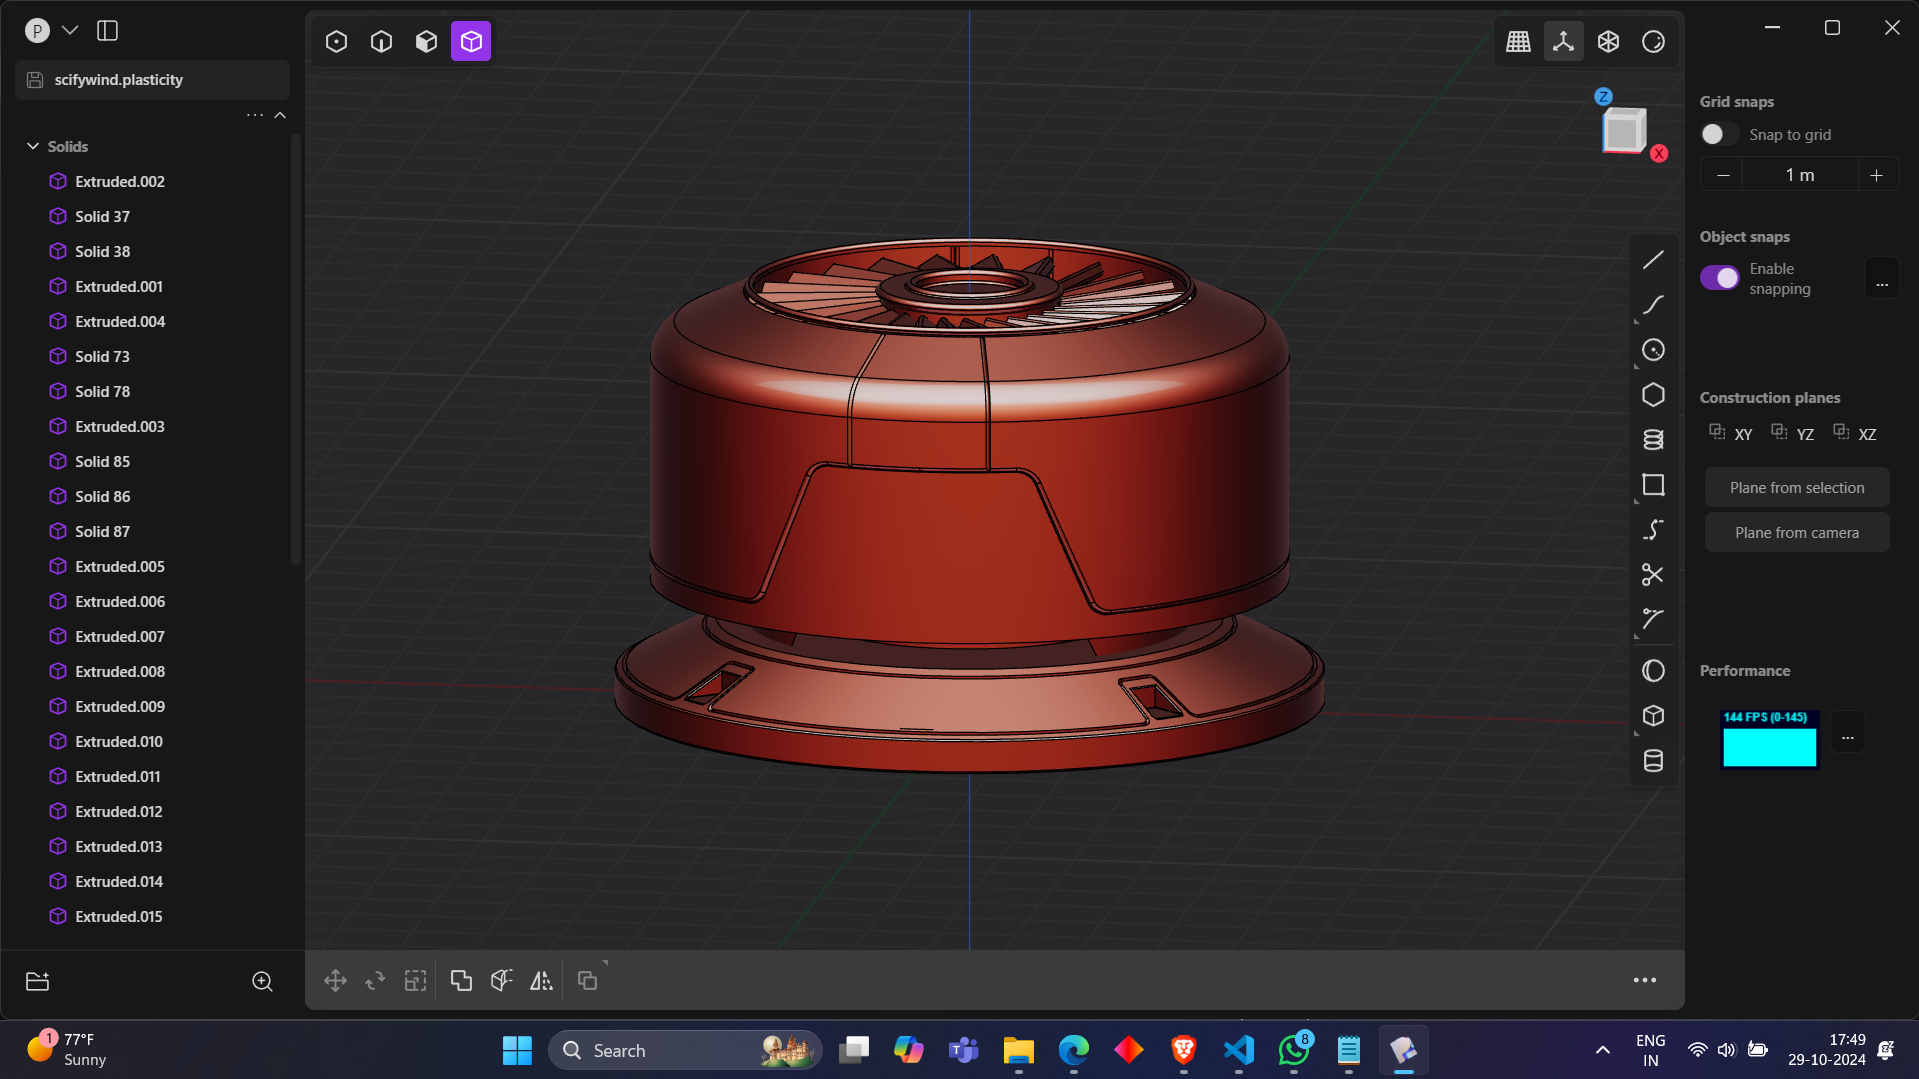 P
scifywind.plasticity
Solids
Extruded.002
Solid 37
Solid 38
Extruded.001
Extruded.004
Solid 73
Solid 78
Extruded.003
Solid 85
Solid 86
Solid 87
Extruded.005
Extruded.006
Extruded.007
Extruded.008
Extruded.009
Extruded.010
Extruded.011
Extruded.012
Extruded.013
Extruded.014
Extruded.015
Z
X
Grid snaps
Snap to grid
1 m
Object snaps
Enable
snapping
...
Construction planes
XY YZ XZ
Plane from selection
Plane from camera
Performance
144 FPS (0-145)
...
1
77°F
Sunny
Search
8
ENG
IN
17:49
29-10-2024